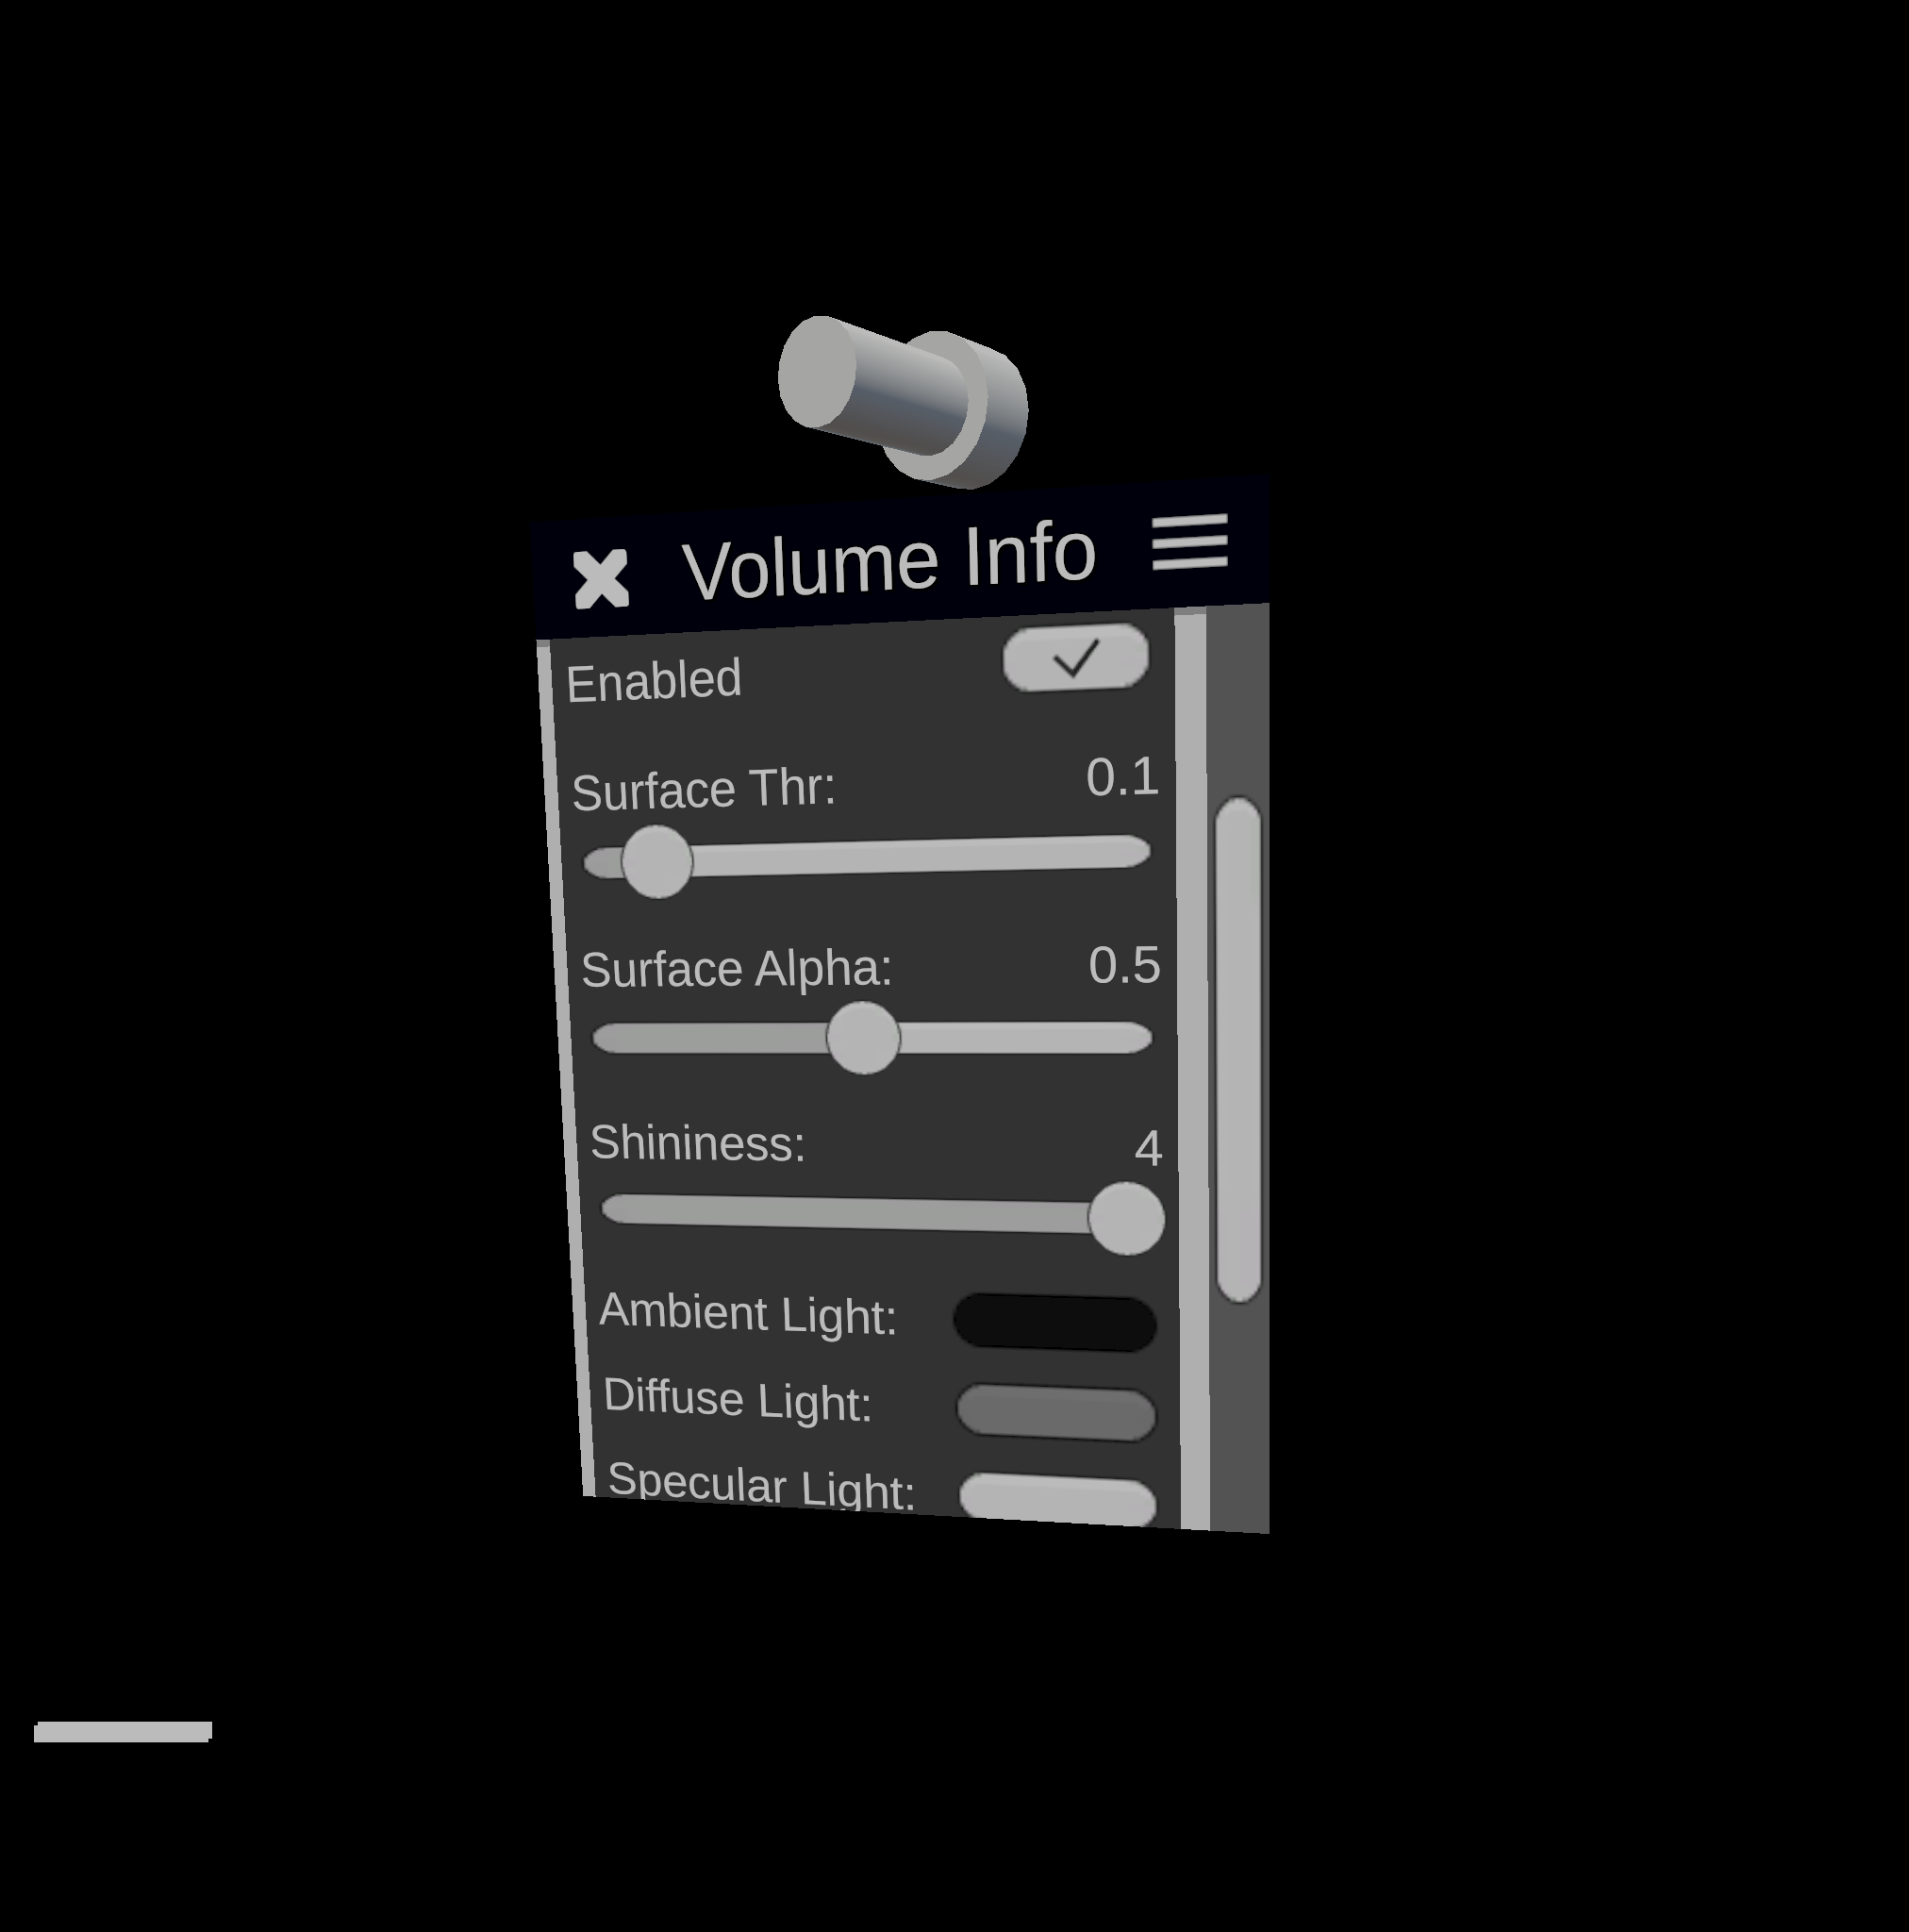 Volume Info
Enabled
Surface Thr: 0.1
Surface Alpha: 0.5
Shininess: 4
Ambient Light:
Diffuse Light:
Specular Light: